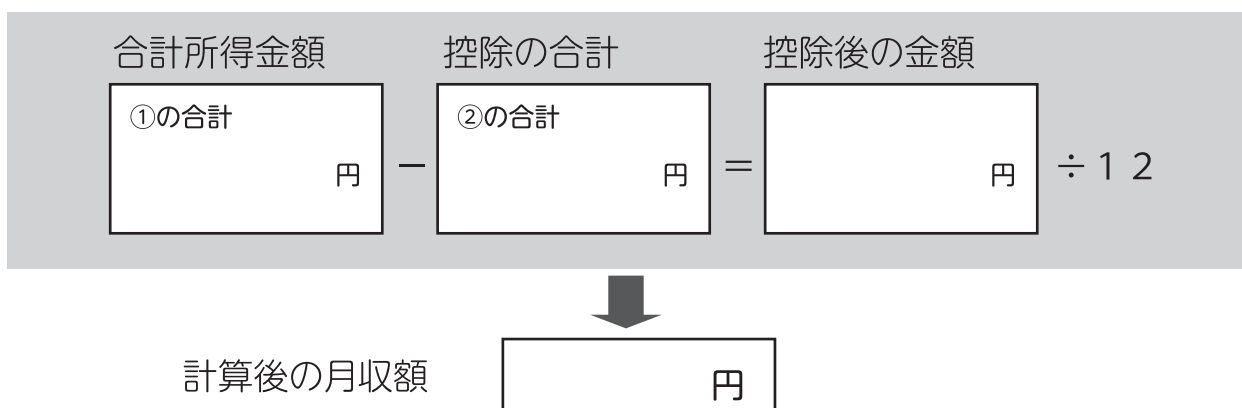 合計所得金額 控除の合計 控除後の金額
①の合計 ②の合計
円 − 円 = 円 ÷12
計算後の月収額 円